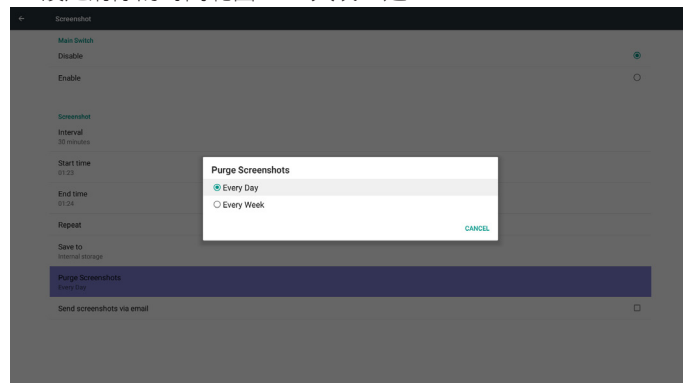 Screenshot
Main Switch
Disable
Enable
Screenshot
Interval
30 minutes
Start time
01:23
End time
01:24
Repeat
Save to
Internal storage
Purge Screenshots
Every Day
Send screenshots via email
Purge Screenshots
Every Day
Every Week
CANCEL